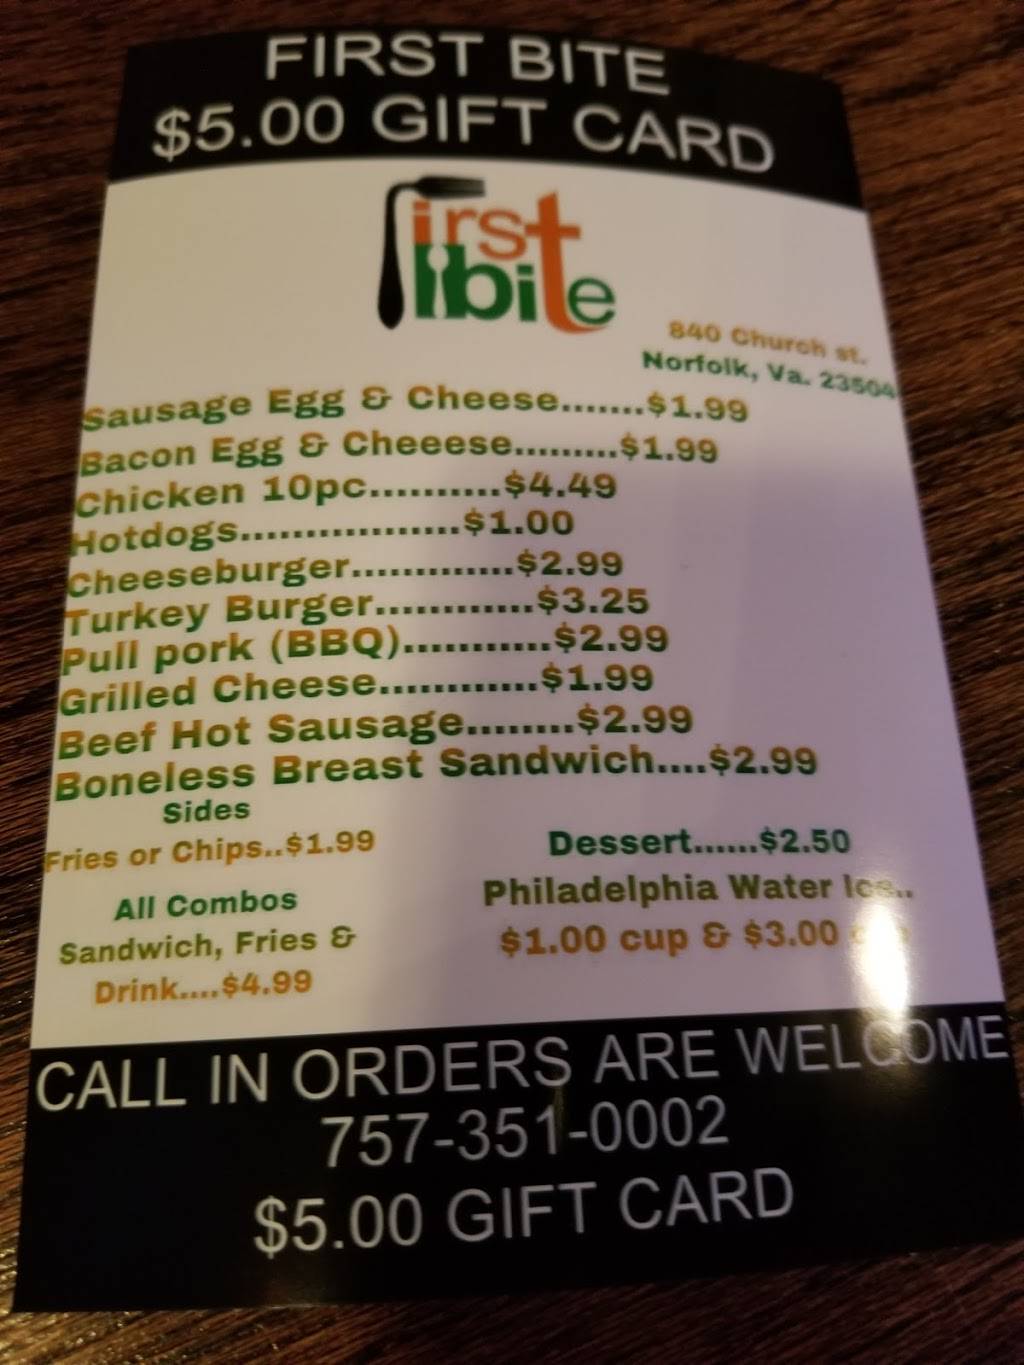 FIRST BITE
$5.00 GIFT CARD
First
bite
840 Church st.
Norfolk, Va. 23504
Sausage Egg & Cheese.......$1.99
Bacon Egg & Cheeese.........$1.99
Chicken 10pc..........$4.49
Hotdogs.................$1.00
Cheeseburger.............$2.99
Turkey Burger............$3.25
Pull pork (BBQ)............$2.99
Grilled Cheese............$1.99
Beef Hot Sausage........$2.99
Boneless Breast Sandwich....$2.99
Sides
Fries or Chips..$1.99
All Combos
Sandwich, Fries &
Drink....$4.99
Dessert......$2.50
Philadelphia Water Ice..
$1.00 cup & $3.00
CALL IN ORDERS ARE WELCOME
757-351-0002
$5.00 GIFT CARD